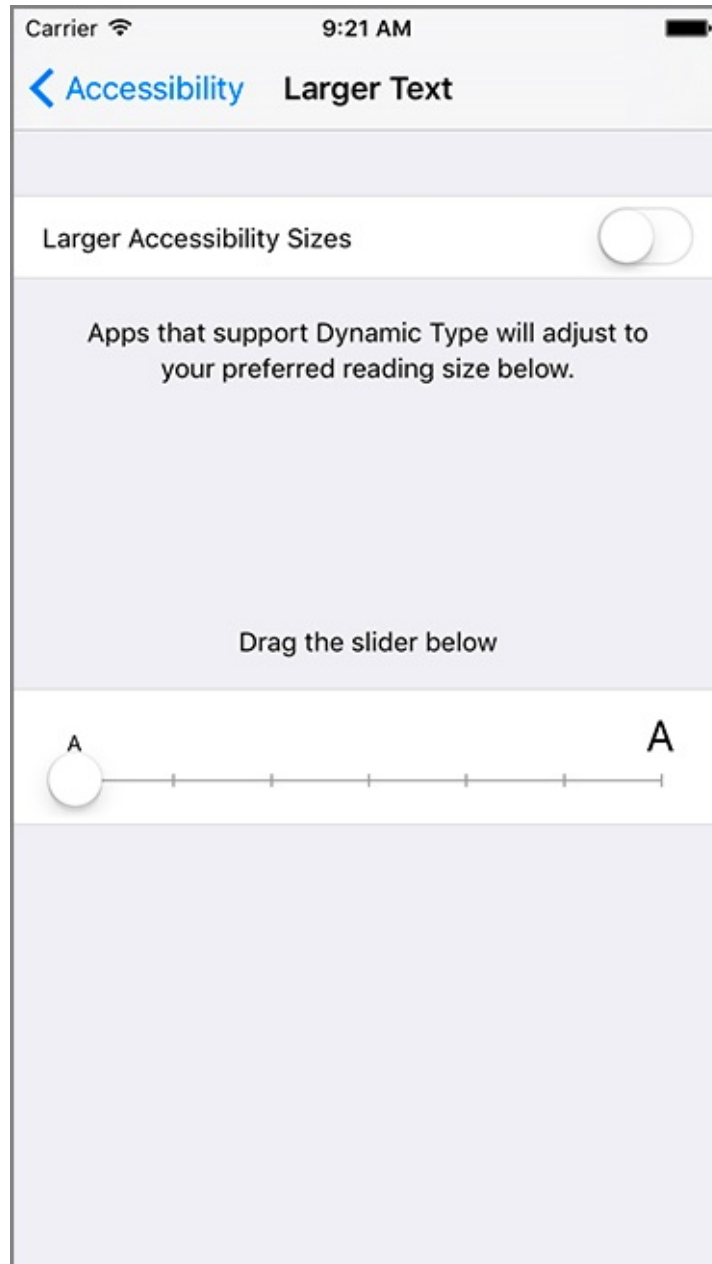 Carrier 9:21 AM
Accessibility Larger Text
Larger Accessibility Sizes
Apps that support Dynamic Type will adjust to
your preferred reading size below.
Drag the slider below
A A